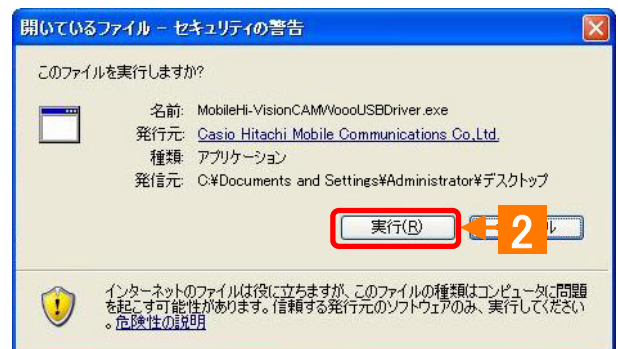 開いているファイル - セキュリティの警告
このファイルを実行しますか?
名前: MobileHi-VisionCAMWoooUSBDriver.exe
発行元: Casio Hitachi Mobile Communications Co,Ltd.
種類: アプリケーション
発信元: C:¥Documents and Settings¥Administrator¥デスクトップ
実行(R) 2 ル
インターネットのファイルは役に立ちますが、このファイルの種類はコンピュータに問題
を起こす可能性があります。信頼する発行元のソフトウェアのみ、実行してください
。危険性の説明